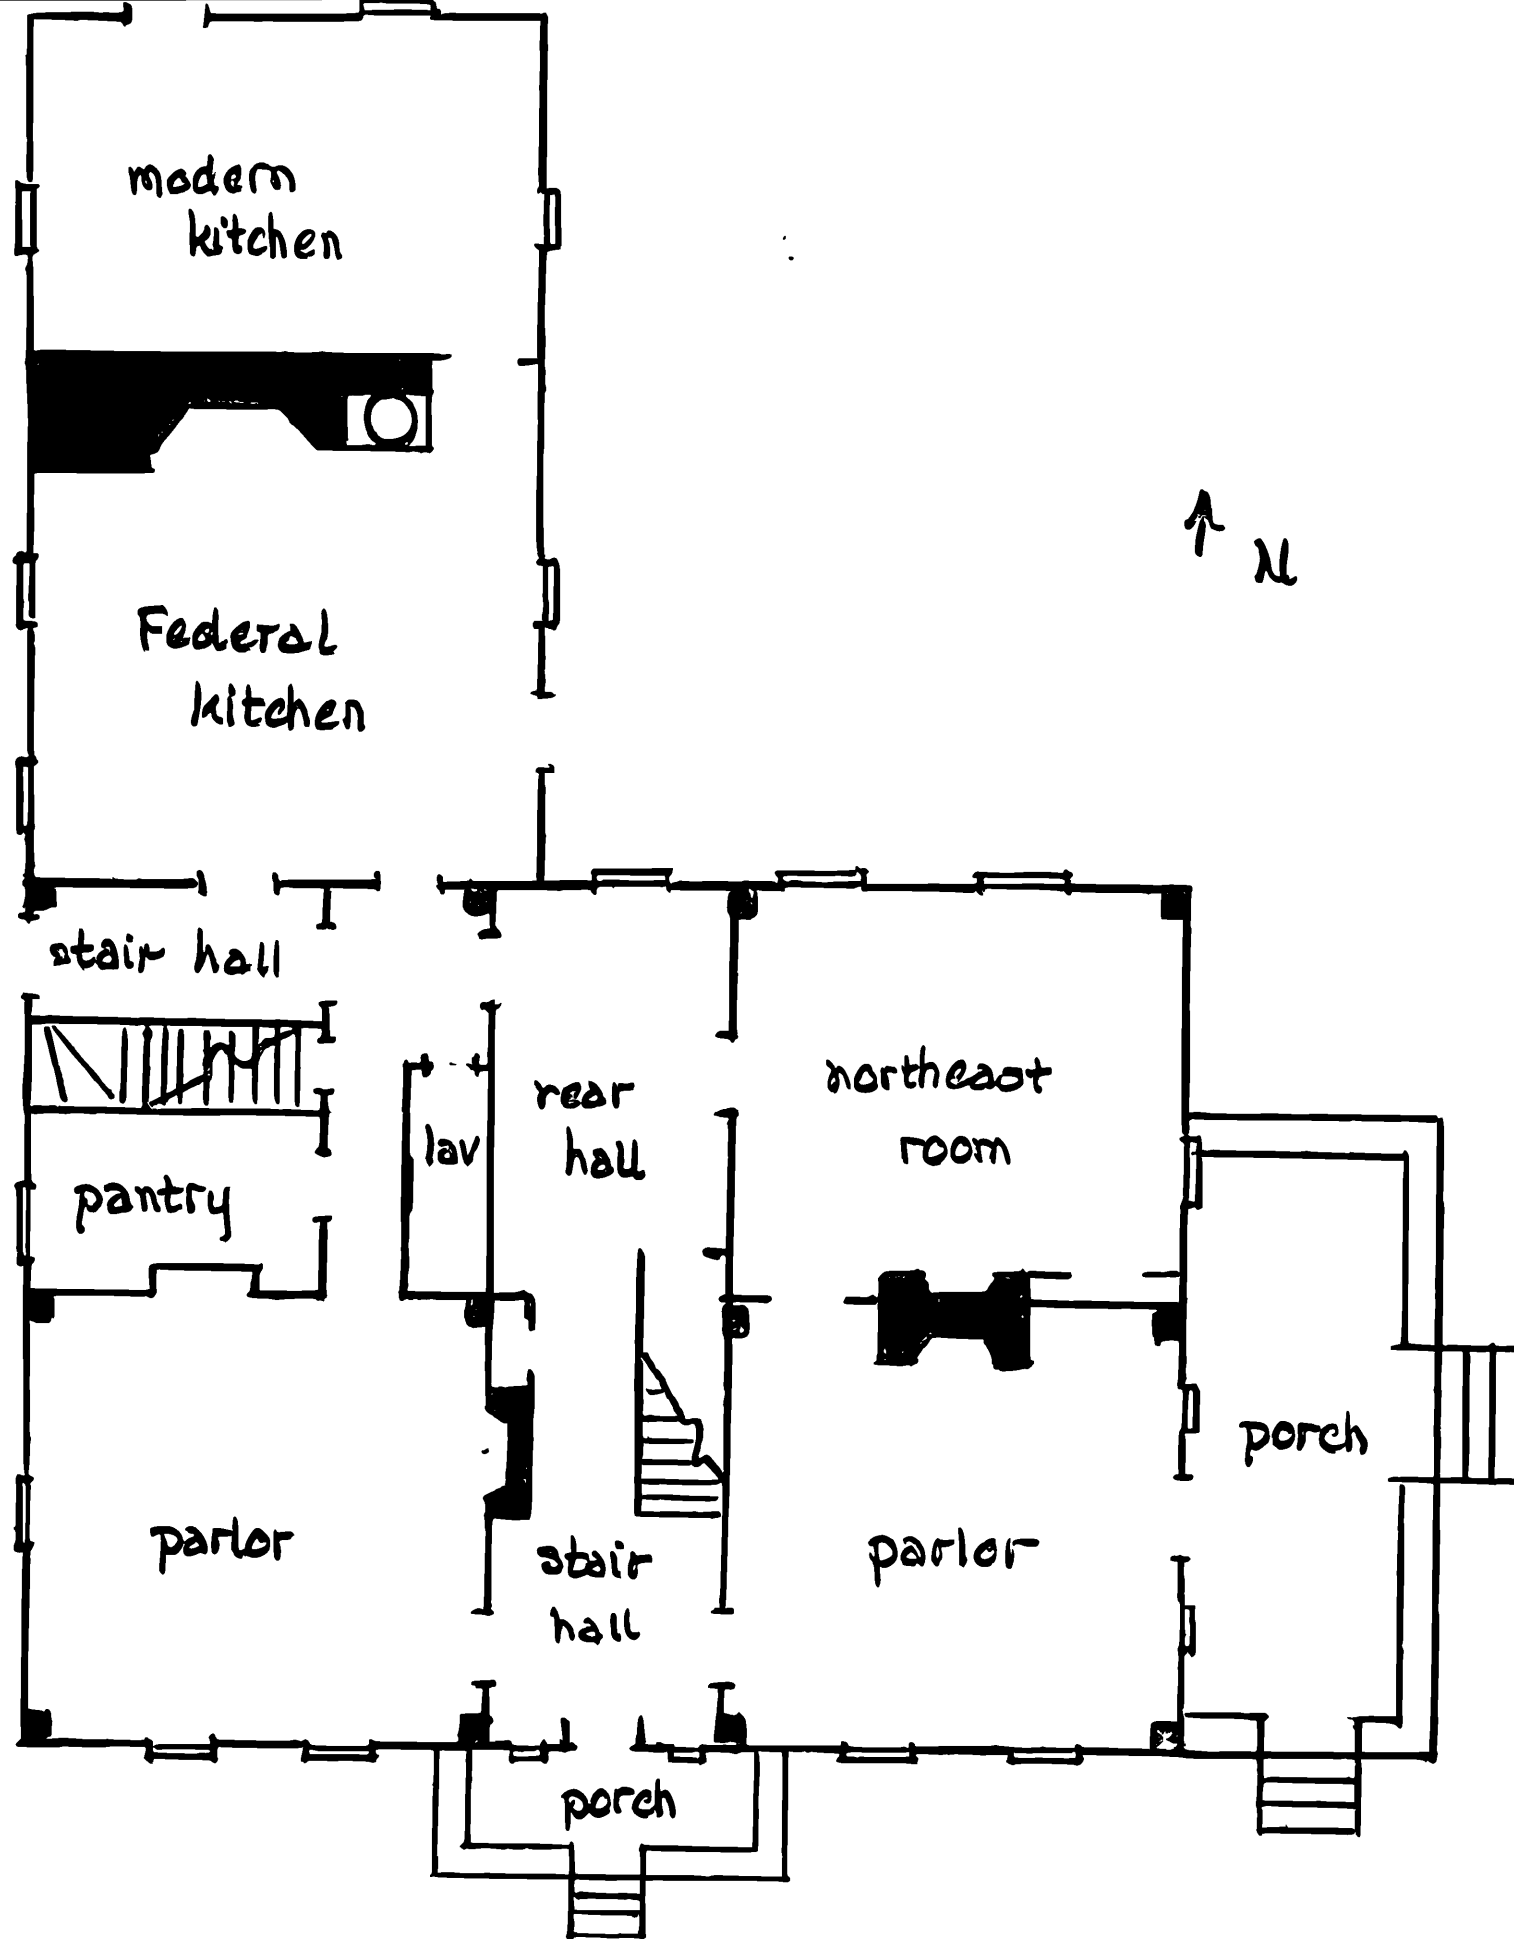 modern
kitchen
N
Federal
kitchen
stair hall
rear
hall
northeast
room
lav
pantry
porch
parlor
stair
hall
parlor
porch